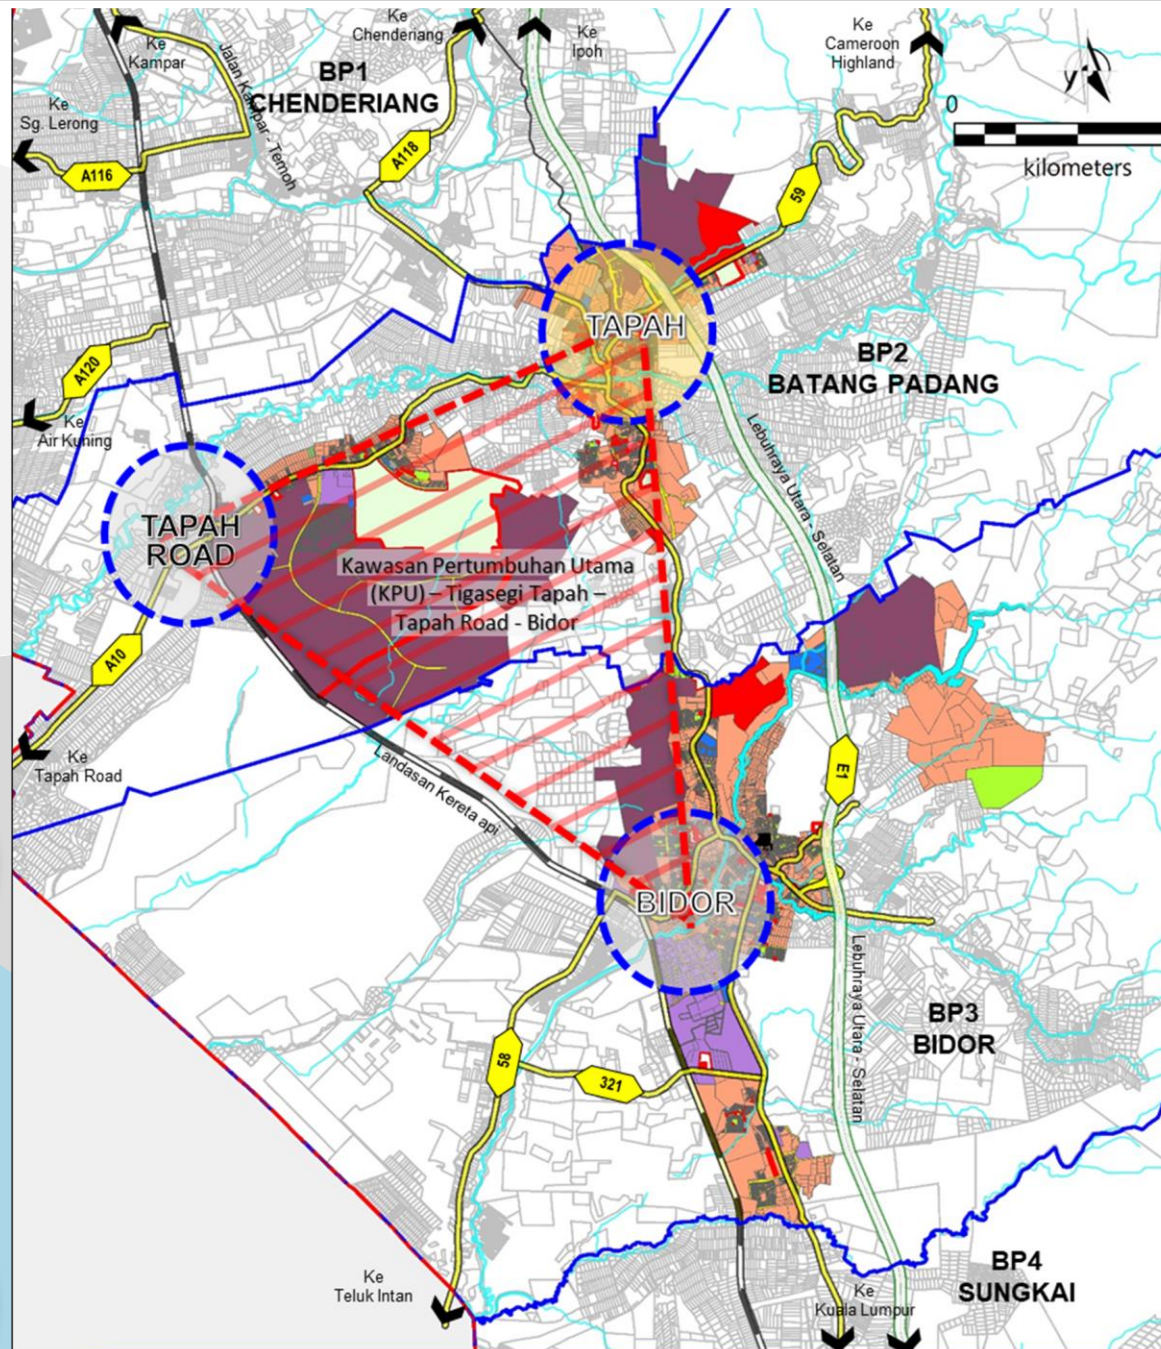 Ke
Kampar
Jalan Kampar - Temoh
Ke
Chenderiang
Ke
Ipoh
Ke
Cameroon
Highland
BP1
CHENDERIANG
Ke
Sg. Lerong
A116
A118
59
0
kilometers
TAPAH
BP2
BATANG PADANG
A120
Ke
Air Kuning
Lebuhraya Utara - Selatan
TAPAH
ROAD
Kawasan Pertumbuhan Utama
(KPU) – Tigasegi Tapah –
Tapah Road - Bidor
A10
Ke
Tapah Road
Landasan Kereta api
E1
BIDOR
Lebuhraya Utara - Selatan
BP3
BIDOR
58
321
BP4
SUNGKAI
Ke
Teluk Intan
Ke
Kuala Lumpur